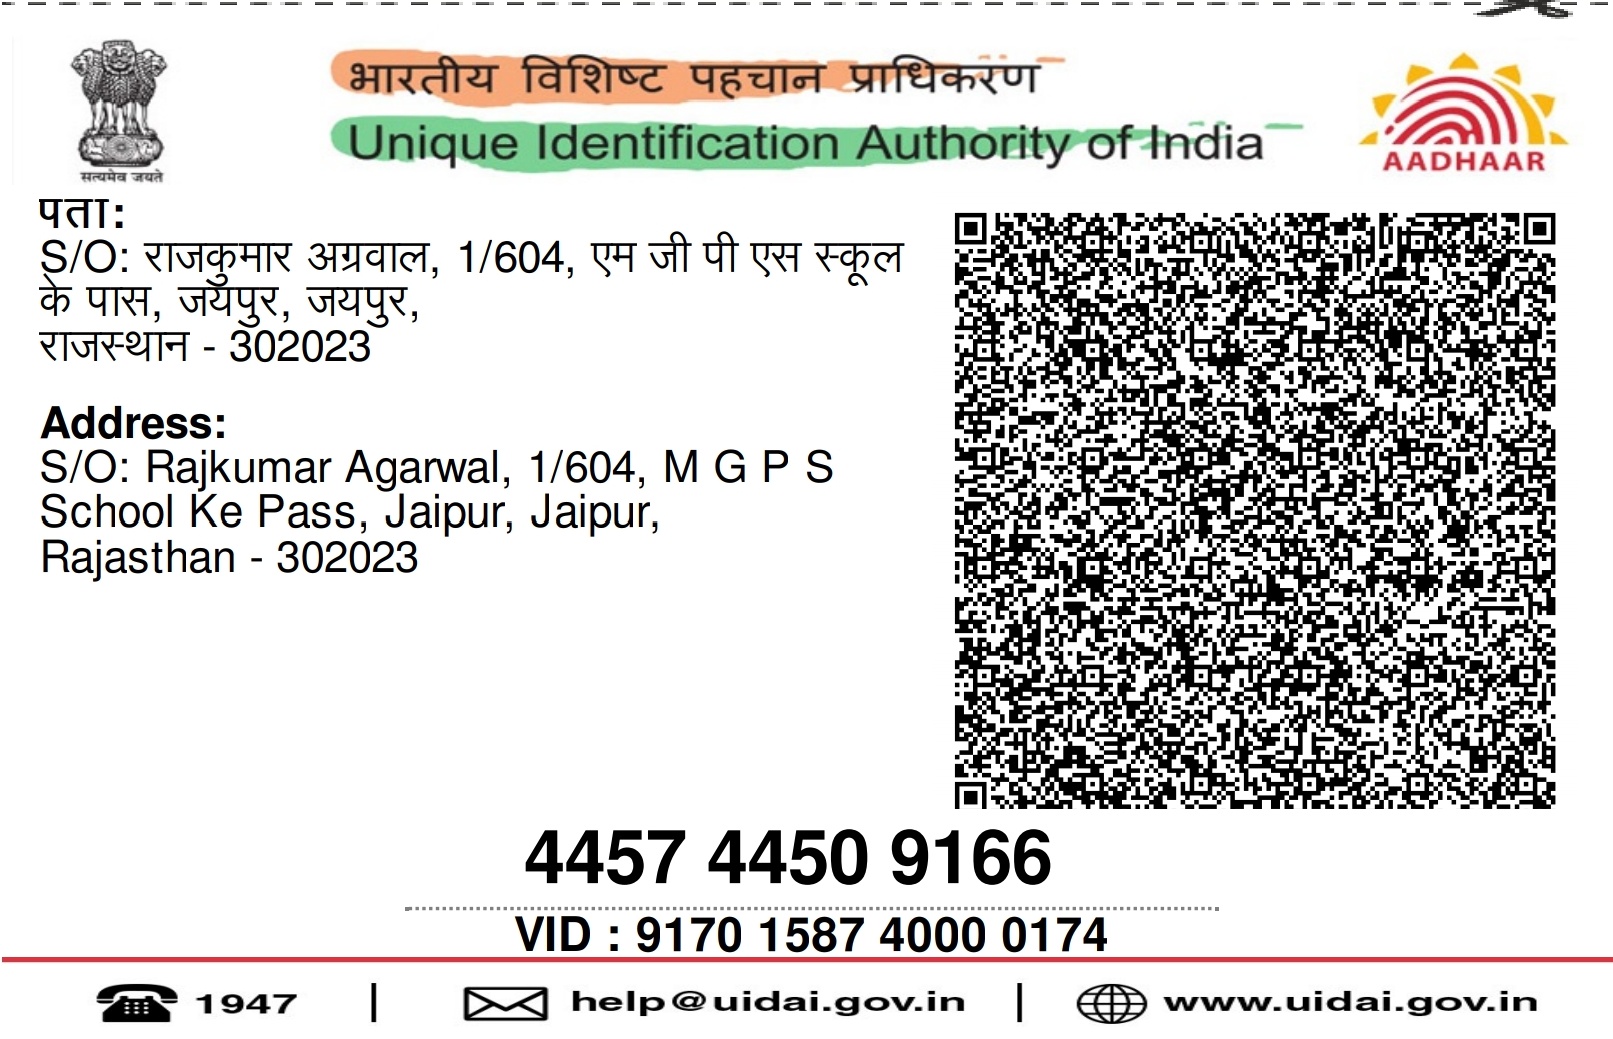 सत्यमेव जयते
भारतीय विशिष्ट पहचान प्राधिकरण
Unique Identification Authority of India
AADHAAR
पता:
S/O: राजकुमार अग्रवाल, 1/604, एम जी पी एस स्कूल
के पास, जयपुर, जयपुर,
राजस्थान - 302023
Address:
S/O: Rajkumar Agarwal, 1/604, M G P S
School Ke Pass, Jaipur, Jaipur,
Rajasthan - 302023
4457 4450 9166
VID : 9170 1587 4000 0174
1947 | help@uidai.gov.in | www.uidai.gov.in